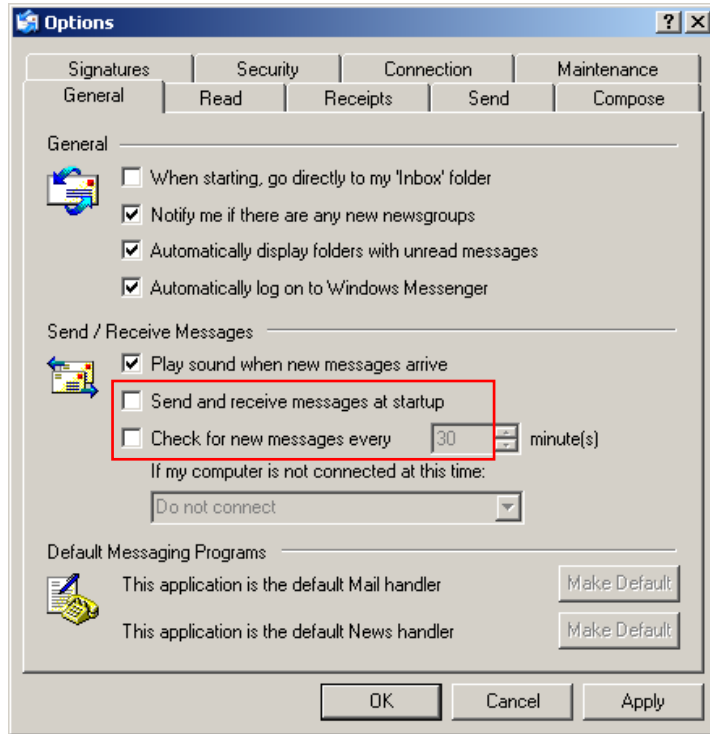 Options
Signatures Security Connection Maintenance
General Read Receipts Send Compose
General
When starting, go directly to my 'Inbox' folder
Notify me if there are any new newsgroups
Automatically display folders with unread messages
Automatically log on to Windows Messenger
Send / Receive Messages
Play sound when new messages arrive
Send and receive messages at startup
Check for new messages every 30 minute(s)
If my computer is not connected at this time:
Do not connect
Default Messaging Programs
This application is the default Mail handler Make Default
This application is the default News handler Make Default
OK Cancel Apply